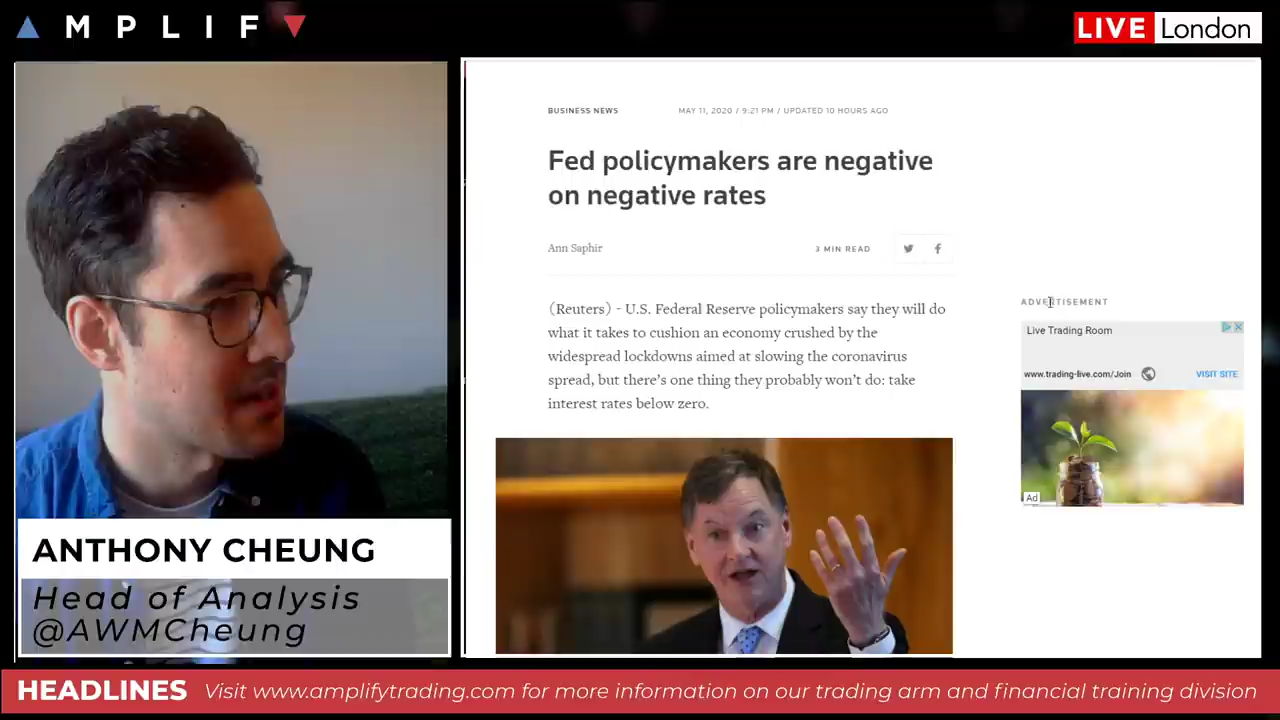 ▲ M P L I F ▼
LIVE London
BUSINESS NEWS
MAY 11, 2020 / 9:21 PM / UPDATED 10 HOURS AGO
Fed policymakers are negative
on negative rates
Ann Saphir
3 MIN READ
(Reuters) - U.S. Federal Reserve policymakers say they will do
what it takes to cushion an economy crushed by the
widespread lockdowns aimed at slowing the coronavirus
spread, but there’s one thing they probably won’t do: take
interest rates below zero.
ADVERTISEMENT
Live Trading Room
www.trading-live.com/Join
VISIT SITE
Ad
ANTHONY CHEUNG
Head of Analysis
@AWMCheung
HEADLINES Visit www.amplifytrading.com for more information on our trading arm and financial training division